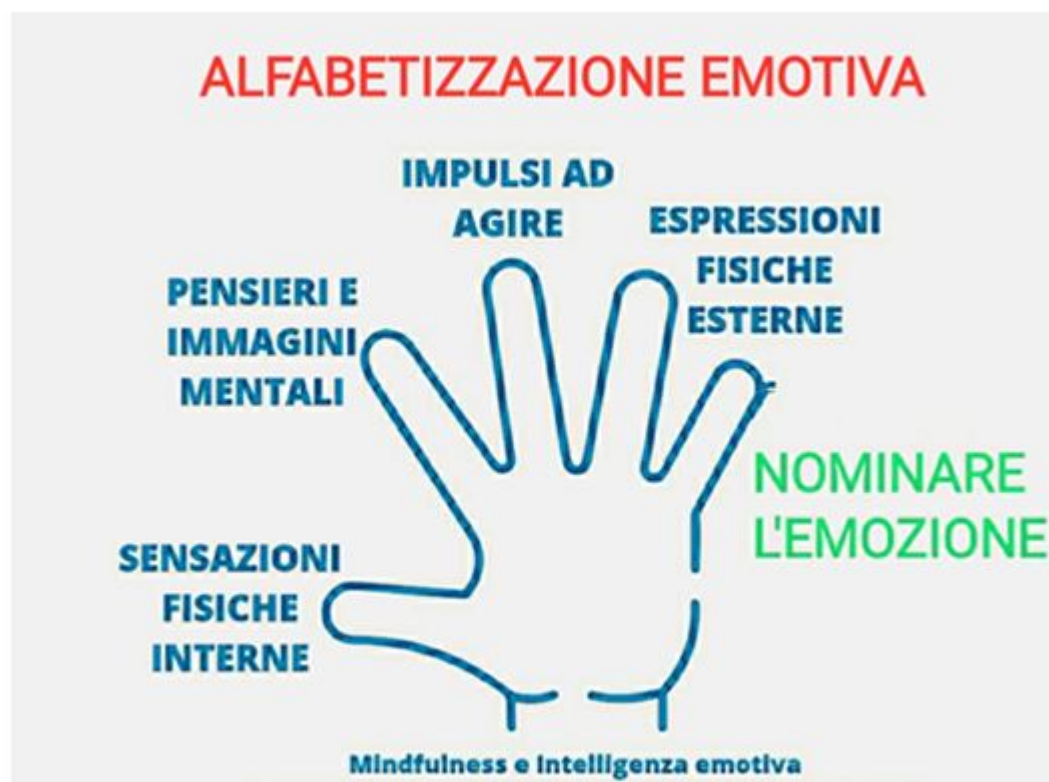 ALFABETIZZAZIONE EMOTIVA
IMPULSI AD
AGIRE
ESPRESSIONI
FISICHE
ESTERNE
PENSIERI E
IMMAGINI
MENTALI
NOMINARE
L'EMOZIONE
SENSAZIONI
FISICHE
INTERNE
Mindfulness e Intelligenza emotiva